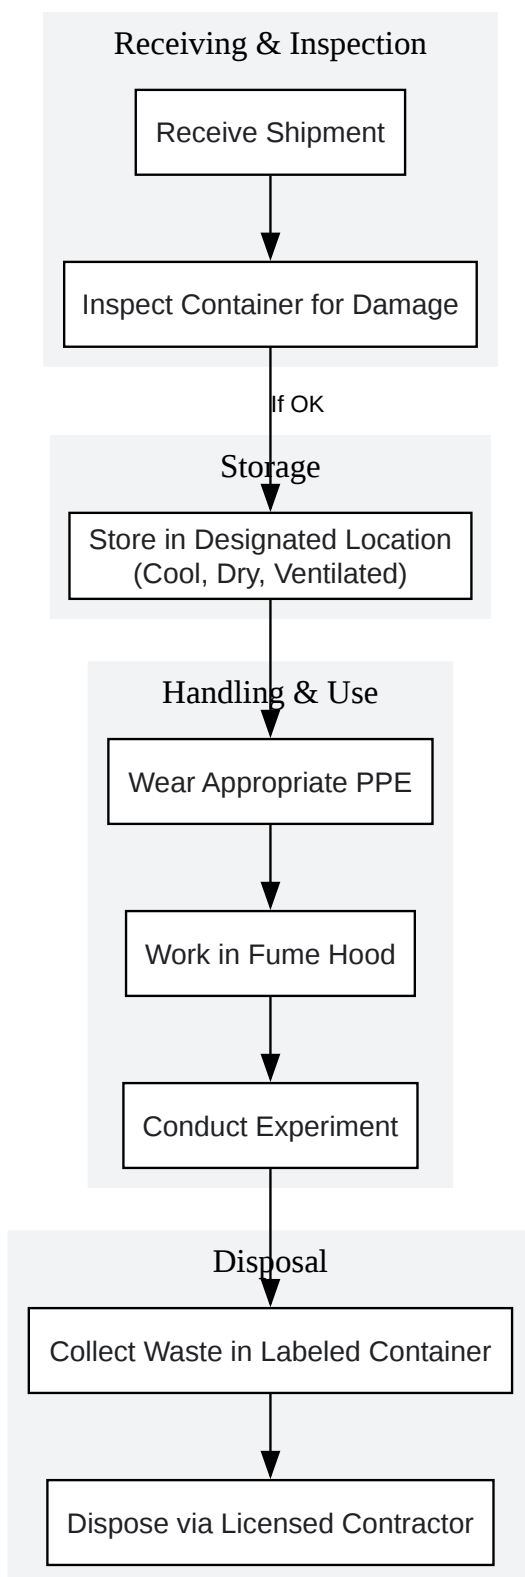 Receiving & Inspection
Receive Shipment
Inspect Container for Damage
If OK
Storage
Store in Designated Location
(Cool, Dry, Ventilated)
Handling & Use
Wear Appropriate PPE
Work in Fume Hood
Conduct Experiment
Disposal
Collect Waste in Labeled Container
Dispose via Licensed Contractor